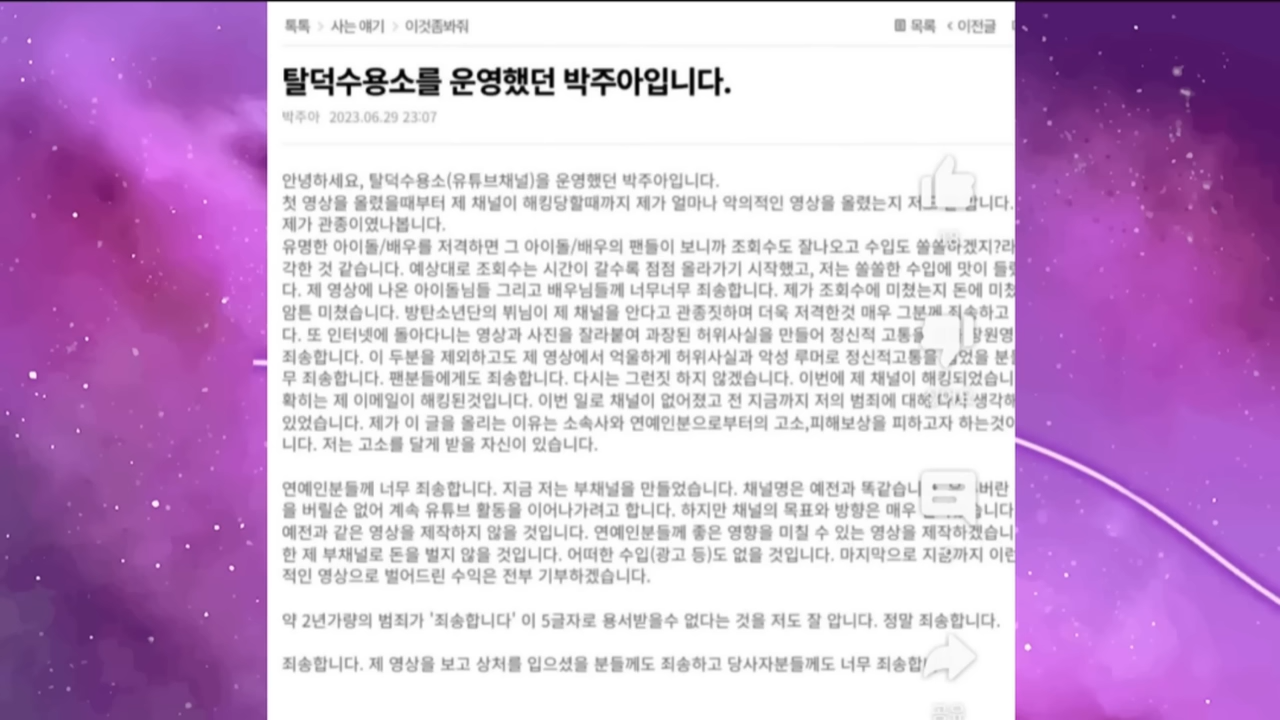 톡톡 > 사는 얘기 > 이것좀봐줘
목록 < 이전글
탈덕수용소를 운영했던 박주아입니다.
박주아 2023.06.29 23:07
안녕하세요, 탈덕수용소(유튜브채널)을 운영했던 박주아입니다.
첫 영상을 올렸을때부터 제 채널이 해킹당할때까지 제가 얼마나 악의적인 영상을 올렸는지
제가 관종이였나봅니다.
유명한 아이돌/배우를 저격하면 그 아이돌/배우의 팬들이 보니까 조회수도 잘나오고 수입도 쏠쏠하겠지?라
각한 것 같습니다. 예상대로 조회수는 시간이 갈수록 점점 올라가기 시작했고, 저는 쏠쏠한 수입에 맛이
다. 제 영상에 나온 아이돌님들 그리고 배우님들께 너무너무 죄송합니다. 제가 조회수에 미쳤는지 돈에
암튼 미쳤습니다. 방탄소년단의 뷔님이 제 채널을 안다고 관종짓하며 더욱 저격한것 매우 그분께 죄속하고
다. 또 인터넷에 돌아다니는 영상과 사진을 잘라붙여 과장된 허위사실을 만들어 정신적 고통을
죄송합니다. 이 두분을 제외하고도 제 영상에서 억울하게 허위사실과 악성 루머로 정신적고통을
무 죄송합니다. 팬분들에게도 죄송합니다. 다시는 그런짓 하지 않겠습니다. 이번에 제 채널이 해킹되었습니
확히는 제 이메일이 해킹된것입니다. 이번 일로 채널이 없어졌고 전 지금까지 저의 범죄에 대해 다시 생각해
있었습니다. 제가 이 글을 올리는 이유는 소속사와 연예인분으로부터의 고소,피해보상을 피하고자 하는것이
니다. 저는 고소를 달게 받을 자신이 있습니다.
연예인분들께 너무 죄송합니다. 지금 저는 부채널을 만들었습니다. 채널명은 예전과 똑같습니 버란
을 버릴순 없어 계속 유튜브 활동을 이어나가려고 합니다. 하지만 채널의 목표와 방향은 매우
예전과 같은 영상을 제작하지 않을 것입니다. 연예인분들께 좋은 영향을 미칠 수 있는 영상을 제작하겠습니
한 제 부채널로 돈을 벌지 않을 것입니다. 어떠한 수입(광고 등)도 없을 것입니다. 마지막으로 지금까지 이런
적인 영상으로 벌어드린 수익은 전부 기부하겠습니다.
약 2년가량의 범죄가 '죄송합니다' 이 5글자로 용서받을수 없다는 것을 저도 잘 압니다. 정말 죄송합니다.
죄송합니다. 제 영상을 보고 상처를 입으셨을 분들께도 죄송하고 당사자분들께도 너무 죄송합